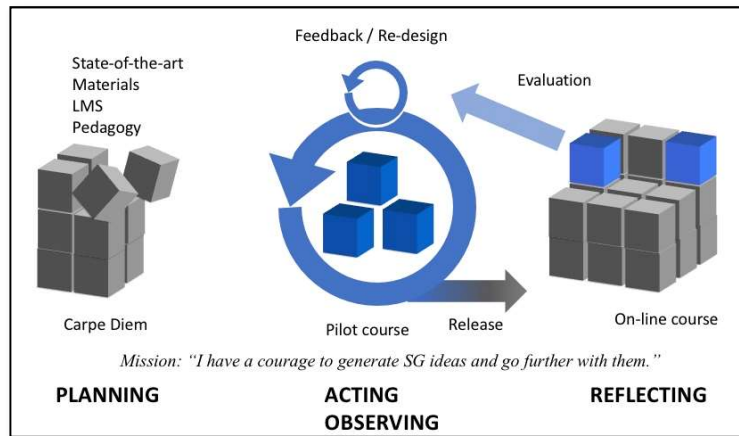 Feedback / Re-design
State-of-the-art
Materials
LMS
Pedagogy
Evaluation
Carpe Diem
Pilot course
Release
On-line course
Mission: “I have a courage to generate SG ideas and go further with them.”
PLANNING
ACTING
OBSERVING
REFLECTING